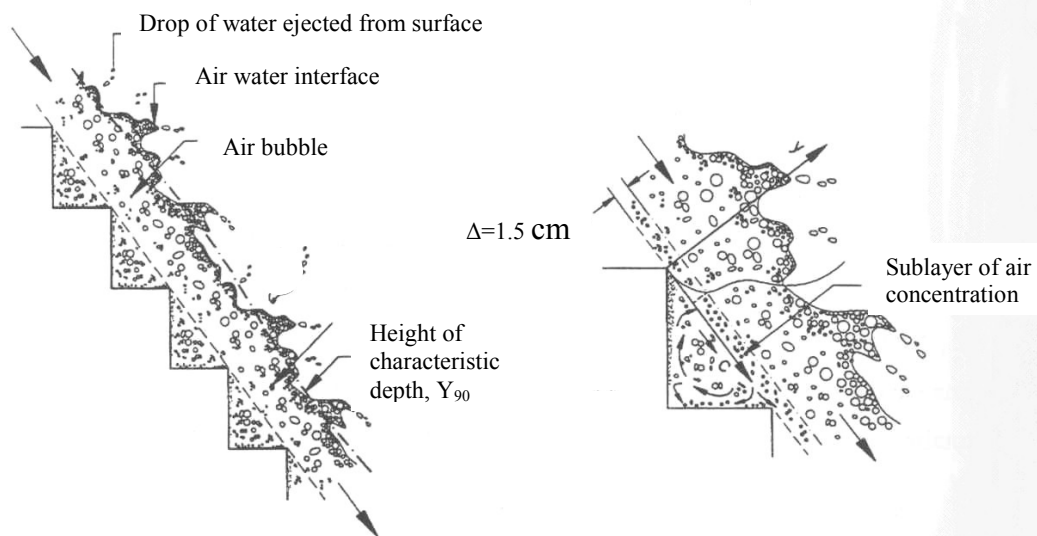 Drop of water ejected from surface
Air water interface
Air bubble
Height of
characteristic
depth, Y₉₀
Δ=1.5 cm
y
Sublayer of air
concentration